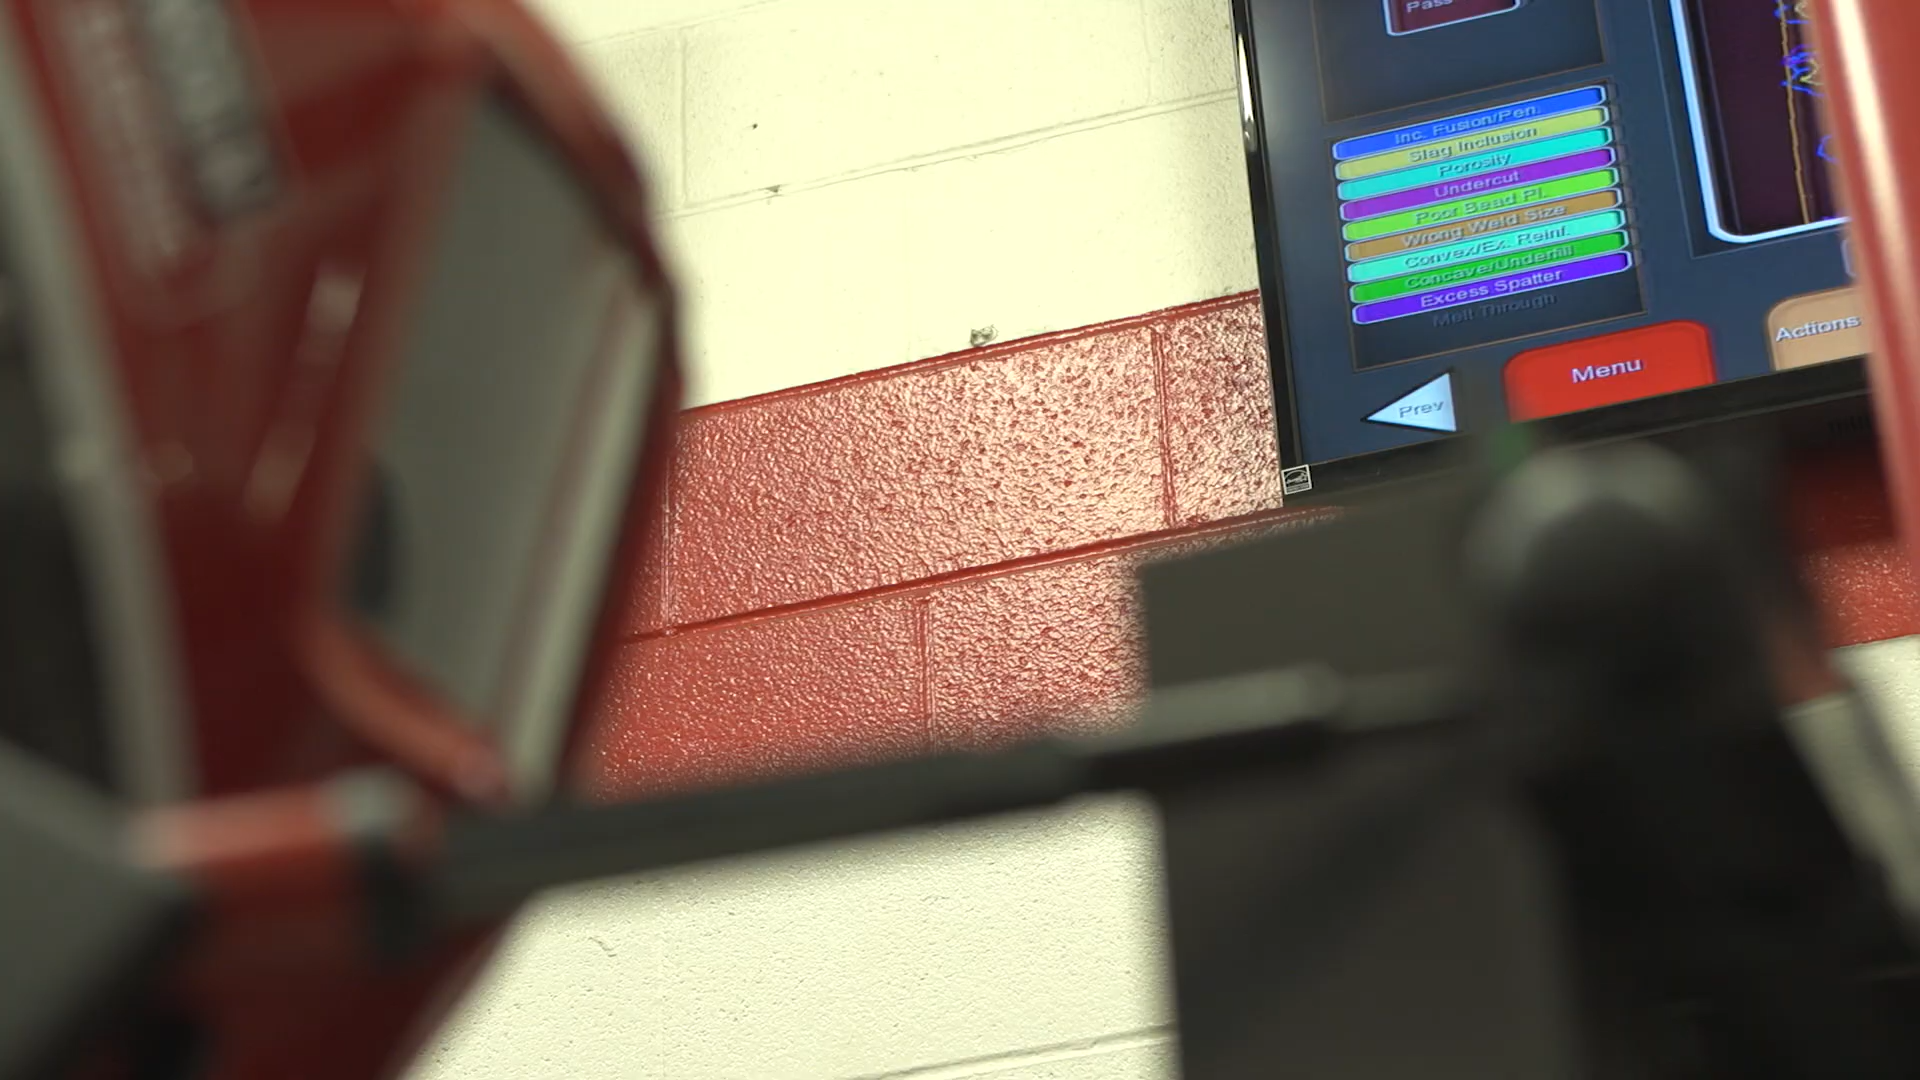 Pass
Inc. Fusion/Pen.
Slag Inclusion
Porosity
Undercut
Poor Bead Pl.
Wrong Weld Size
Convex/Ex. Reinf.
Concave/Underfill
Excess Spatter
Melt Through
Prev
Menu
Actions